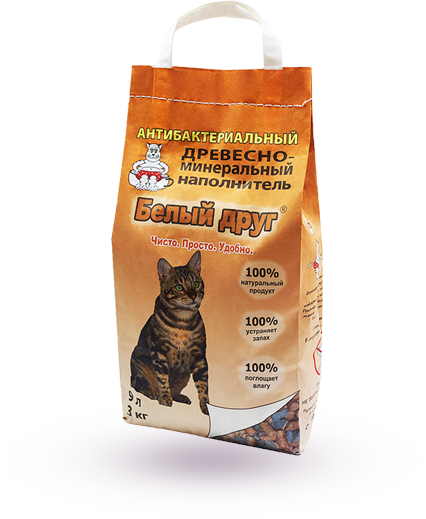 АНТИБАКТЕРИАЛЬНЫЙ
ДРЕВЕСНО-
МИНЕРАЛЬНЫЙ
НАПОЛНИТЕЛЬ
Белый друг®
Чисто. Просто. Удобно.
100%
натуральный
продукт
100%
устраняет
запах
100%
поглощает
влагу
9 л
3 кг